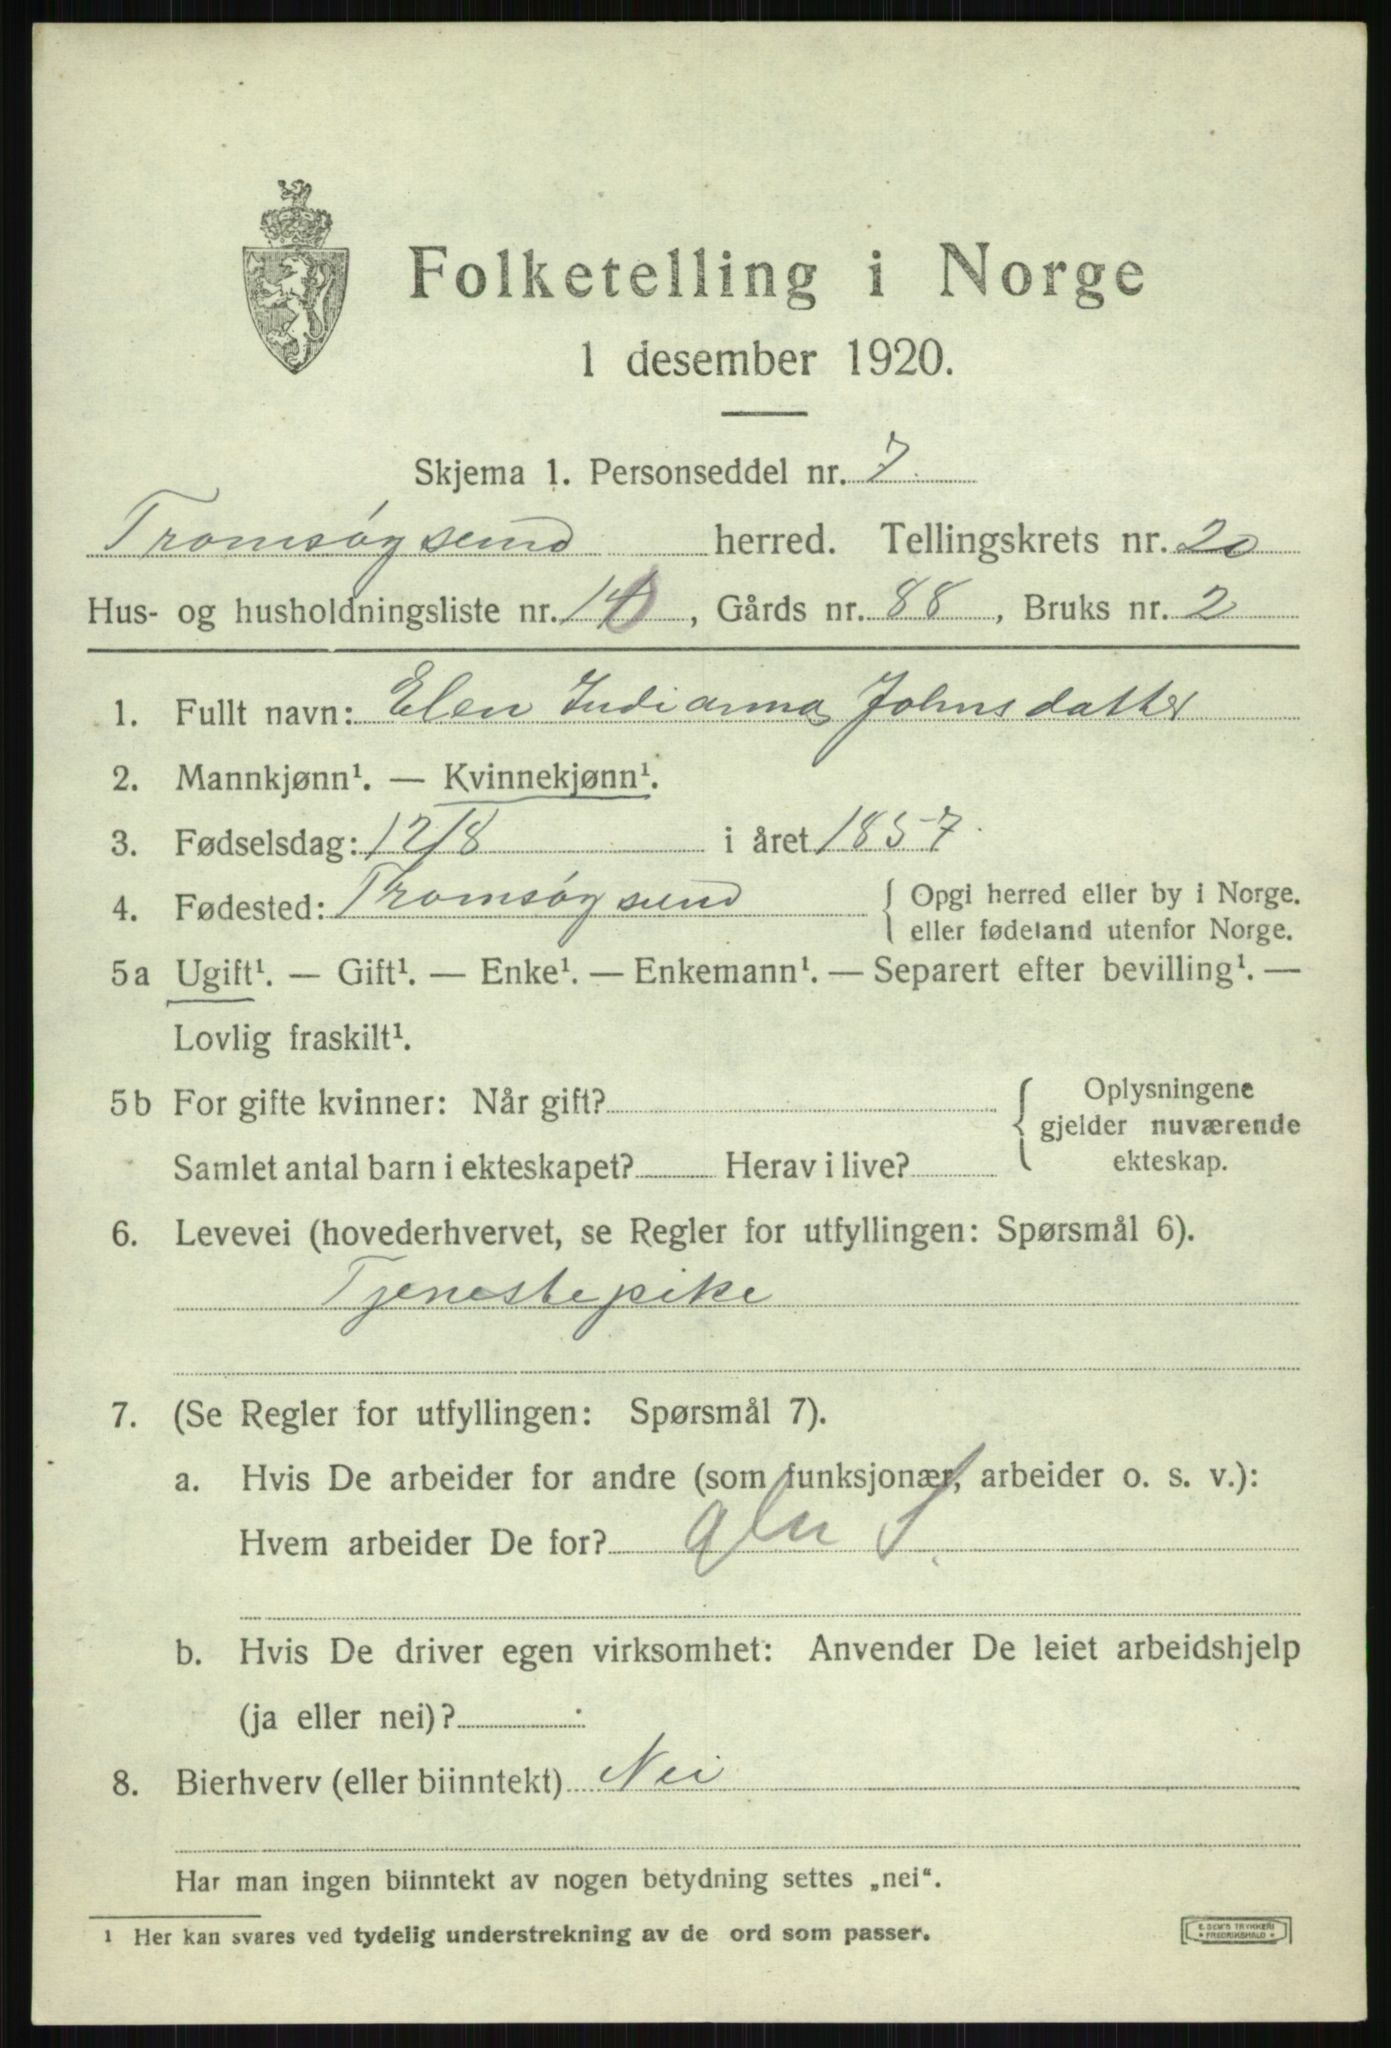 Folketelling i Norge
1 desember 1920.
Skjema 1. Personseddel nr. 7
Tromsøysund herred. Tellingskrets nr. 20
Hus- og husholdningsliste nr. , Gårds nr. 88, Bruks nr. 2
1. Fullt navn: Elen Indianna Johnsdatter
2. Mannkjønn¹. — Kvinnekjønn¹.
3. Fødselsdag: 12/8 i året 1857
4. Fødested: Tromsøysund { Opgi herred eller by i Norge.
eller fødeland utenfor Norge.
5a Ugift¹. — Gift¹. — Enke¹. — Enkemann¹. — Separert efter bevilling¹. —
Lovlig fraskilt¹.
5b For gifte kvinner: Når gift? { Oplysningene
gjelder nuværende
ekteskap.
Samlet antal barn i ekteskapet? Herav i live?
6. Levevei (hovederhvervet, se Regler for utfyllingen: Spørsmål 6).
Tjenestepike
7. (Se Regler for utfyllingen: Spørsmål 7).
a. Hvis De arbeider for andre (som funksjonær, arbeider o. s. v.):
Hvem arbeider De for?
b. Hvis De driver egen virksomhet: Anvender De leiet arbeidshjelp
(ja eller nei)?
8. Bierhverv (eller biinntekt) Nei
Har man ingen biinntekt av nogen betydning settes „nei“.
¹ Her kan svares ved tydelig understrekning av de ord som passer.
E. SEM'S TRYKKERI
* FREDRIKSHALD *